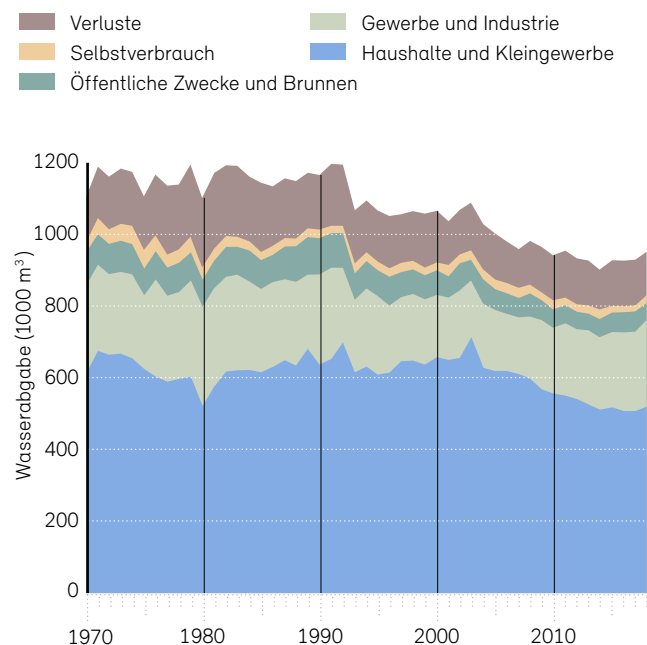 Verluste
Selbstverbrauch
Öffentliche Zwecke und Brunnen
Gewerbe und Industrie
Haushalte und Kleingewerbe
Wasserabgabe (1000 m³)
1200
1000
800
600
400
200
0
1970 1980 1990 2000 2010